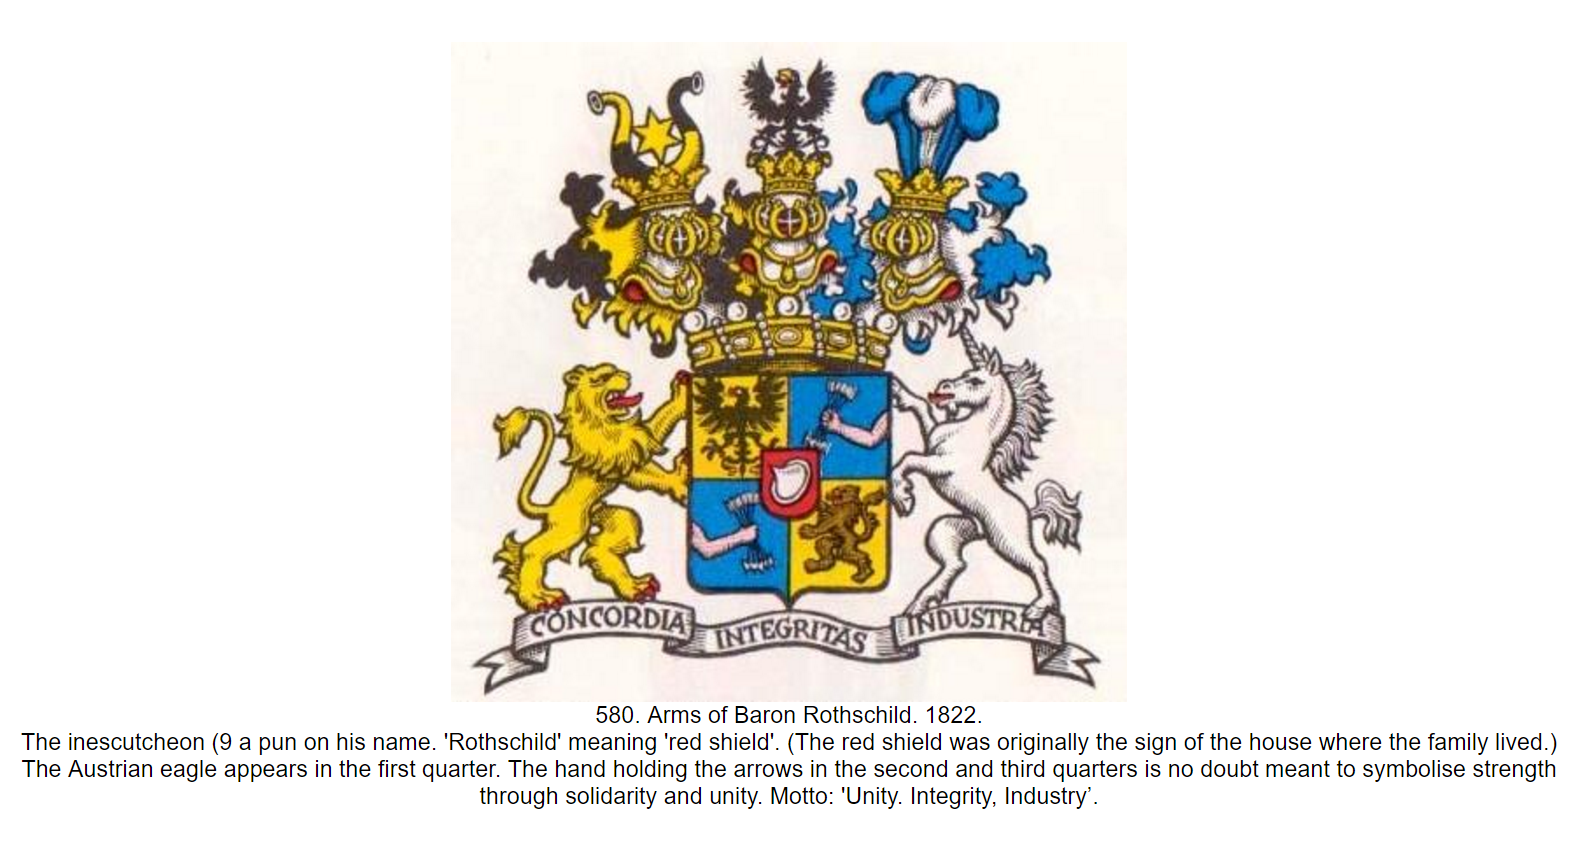 CONCORDIA INTEGRITAS INDUSTRIA
580. Arms of Baron Rothschild. 1822.
The inescutcheon (9 a pun on his name. 'Rothschild' meaning 'red shield'. (The red shield was originally the sign of the house where the family lived.)
The Austrian eagle appears in the first quarter. The hand holding the arrows in the second and third quarters is no doubt meant to symbolise strength
through solidarity and unity. Motto: 'Unity. Integrity, Industry’.